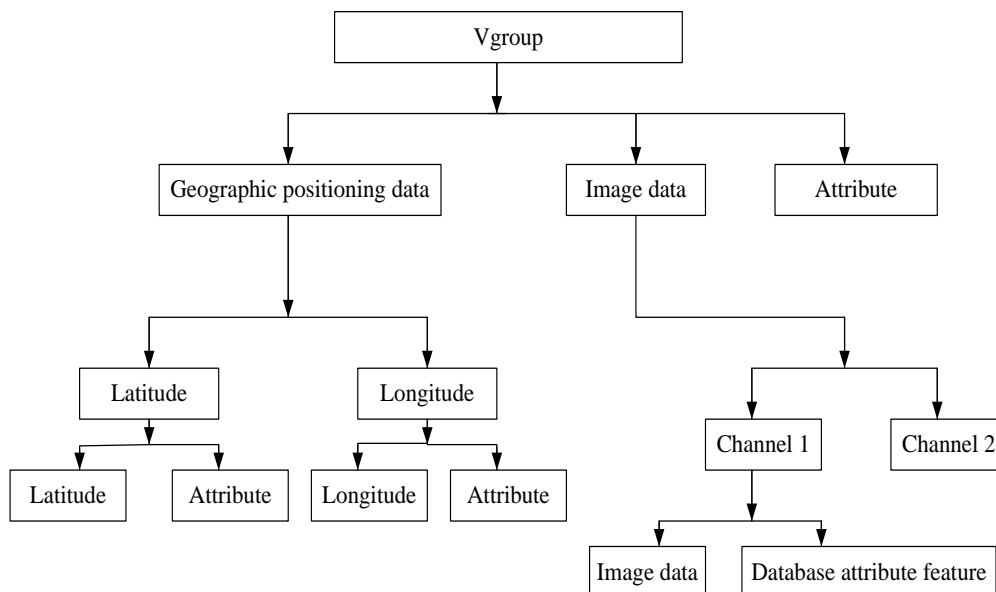 Vgroup
Geographic positioning data
Image data
Attribute
Latitude
Longitude
Channel 1
Channel 2
Latitude
Attribute
Longitude
Attribute
Image data
Database attribute feature